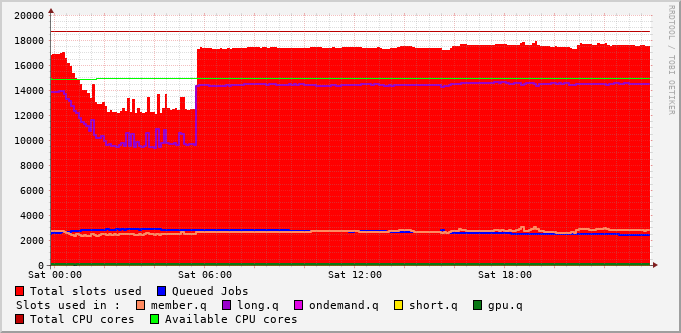 20000
18000
16000
14000
12000
10000
8000
6000
4000
2000
0
Sat 00:00 Sat 06:00 Sat 12:00 Sat 18:00
RRDTOOL / TOBI OETIKER
Total slots used Queued Jobs
Slots used in : member.q long.q ondemand.q short.q gpu.q
Total CPU cores Available CPU cores